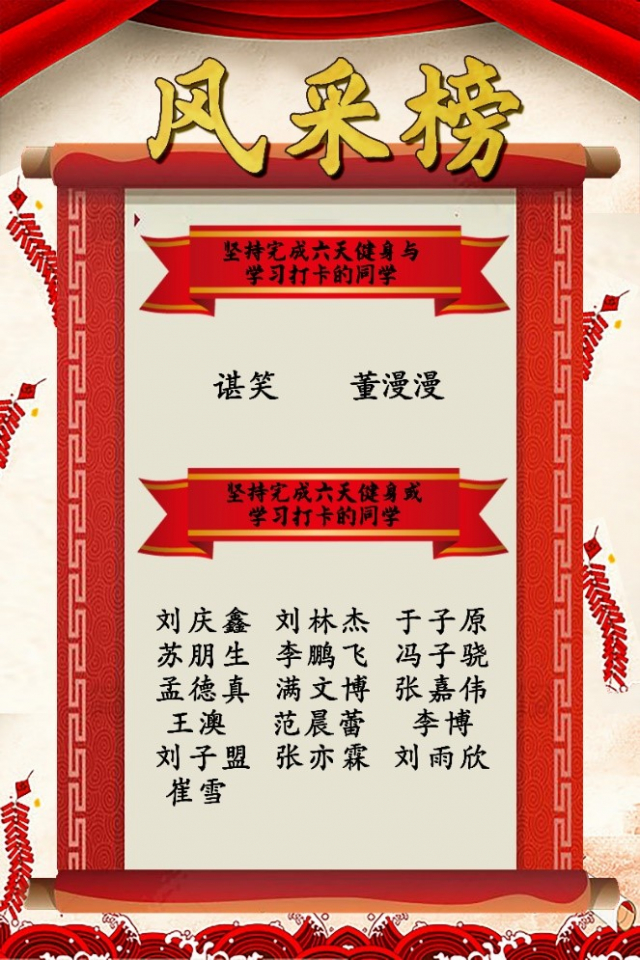 风采榜
坚持完成六天健身与
学习打卡的同学
谌笑 董漫漫
坚持完成六天健身或
学习打卡的同学
刘庆鑫 刘林杰 于子原
苏朋生 李鹏飞 冯子骁
孟德真 满文博 张嘉伟
王澳 范晨蕾 李博
刘子盟 张亦霖 刘雨欣
崔雪